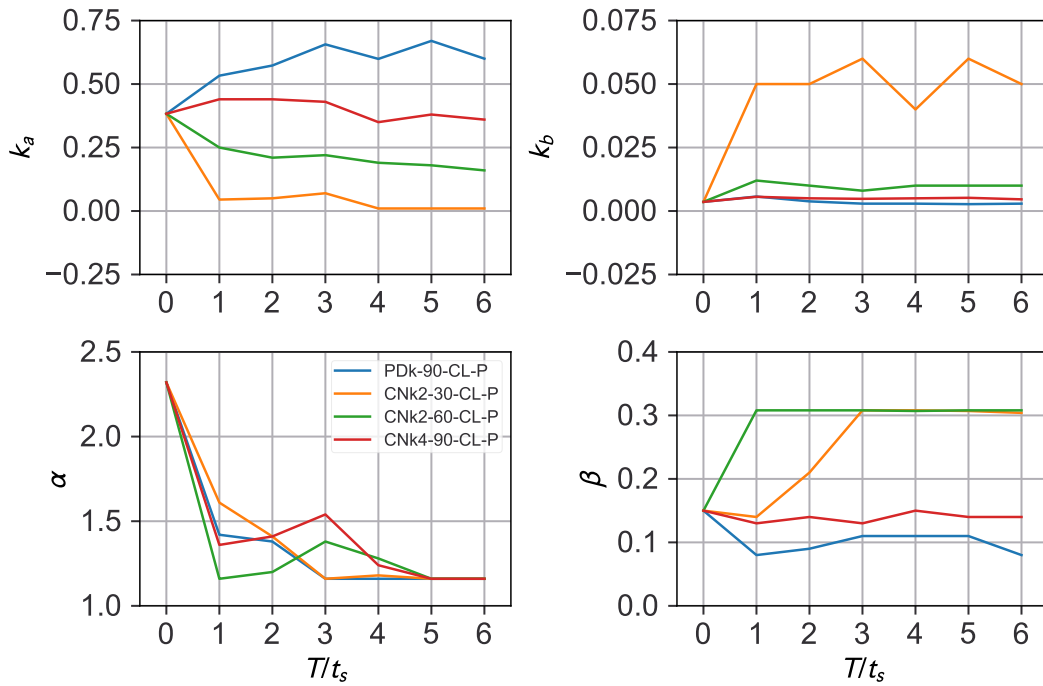 0.75
0.50
0.25
0.00
−0.25
k_a
0 1 2 3 4 5 6
0.075
0.050
0.025
0.000
−0.025
k_b
0 1 2 3 4 5 6
2.5
2.0
1.5
1.0
α
PDk-90-CL-P
CNk2-30-CL-P
CNk2-60-CL-P
CNk4-90-CL-P
0 1 2 3 4 5 6
T/t_s
0.4
0.3
0.2
0.1
0.0
β
0 1 2 3 4 5 6
T/t_s